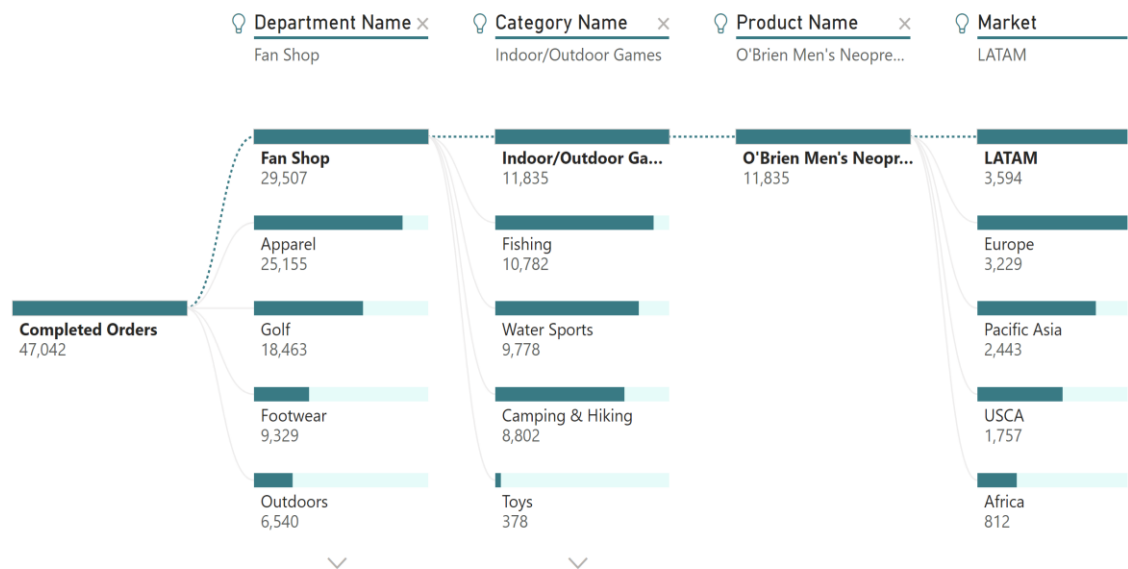 Department Name
Category Name
Product Name
Market
Fan Shop
Indoor/Outdoor Games
O'Brien Men's Neopre...
LATAM
Completed Orders
47,042
Fan Shop
29,507
Apparel
25,155
Golf
18,463
Footwear
9,329
Outdoors
6,540
Indoor/Outdoor Ga...
11,835
Fishing
10,782
Water Sports
9,778
Camping & Hiking
8,802
Toys
378
O'Brien Men's Neopr...
11,835
LATAM
3,594
Europe
3,229
Pacific Asia
2,443
USCA
1,757
Africa
812